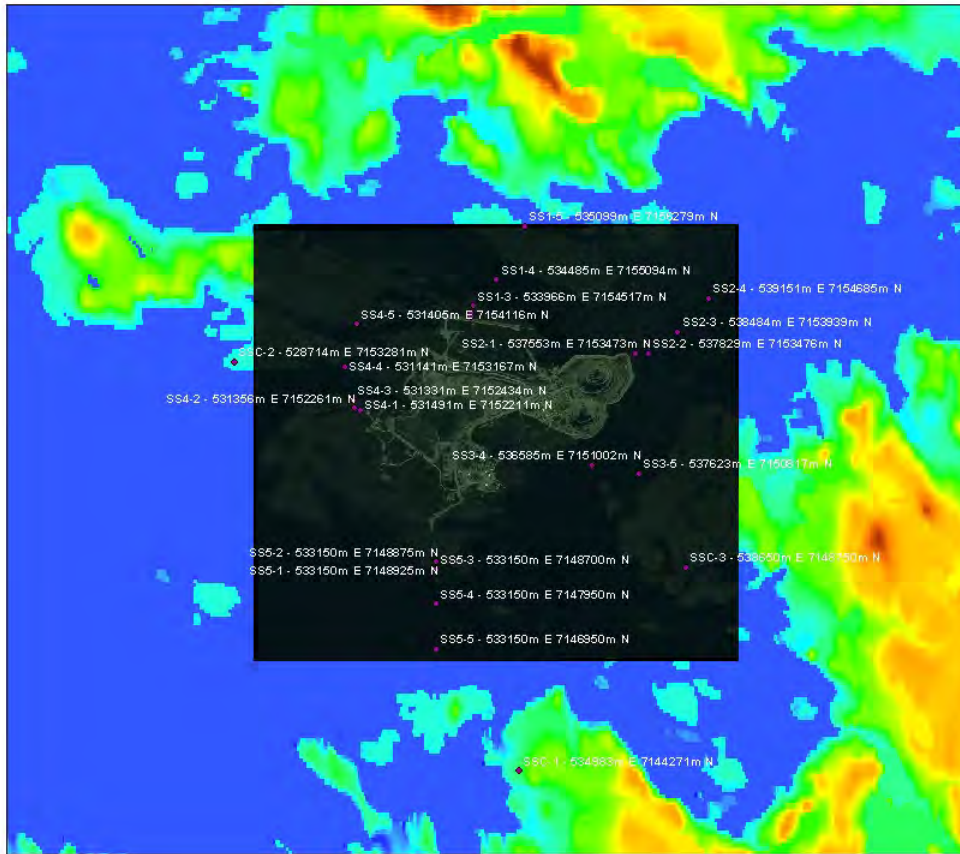 SS1-5 - 535099m E 7156279m N
SS1-4 - 534485m E 7155094m N
SS2-4 - 539151m E 7154685m N
SS1-3 - 533966m E 7154517m N
SS4-5 - 531405m E 7154116m N
SS2-3 - 538484m E 7153939m N
SS2-1 - 537553m E 7153473m N
SS2-2 - 537829m E 7153476m N
SSC-2 - 528714m E 7153281m N
SS4-4 - 531141m E 7153167m N
SS4-3 - 531331m E 7152434m N
SS4-2 - 531356m E 7152261m N
SS4-1 - 531491m E 7152211m N
SS3-4 - 536585m E 7151002m N
SS3-5 - 537623m E 7150817m N
SS5-2 - 533150m E 7148875m N
SS5-3 - 533150m E 7148700m N
SSC-3 - 538650m E 7148750m N
SS5-1 - 533150m E 7148925m N
SS5-4 - 533150m E 7147950m N
SS5-5 - 533150m E 7146950m N
SSC-1 - 534983m E 7144271m N